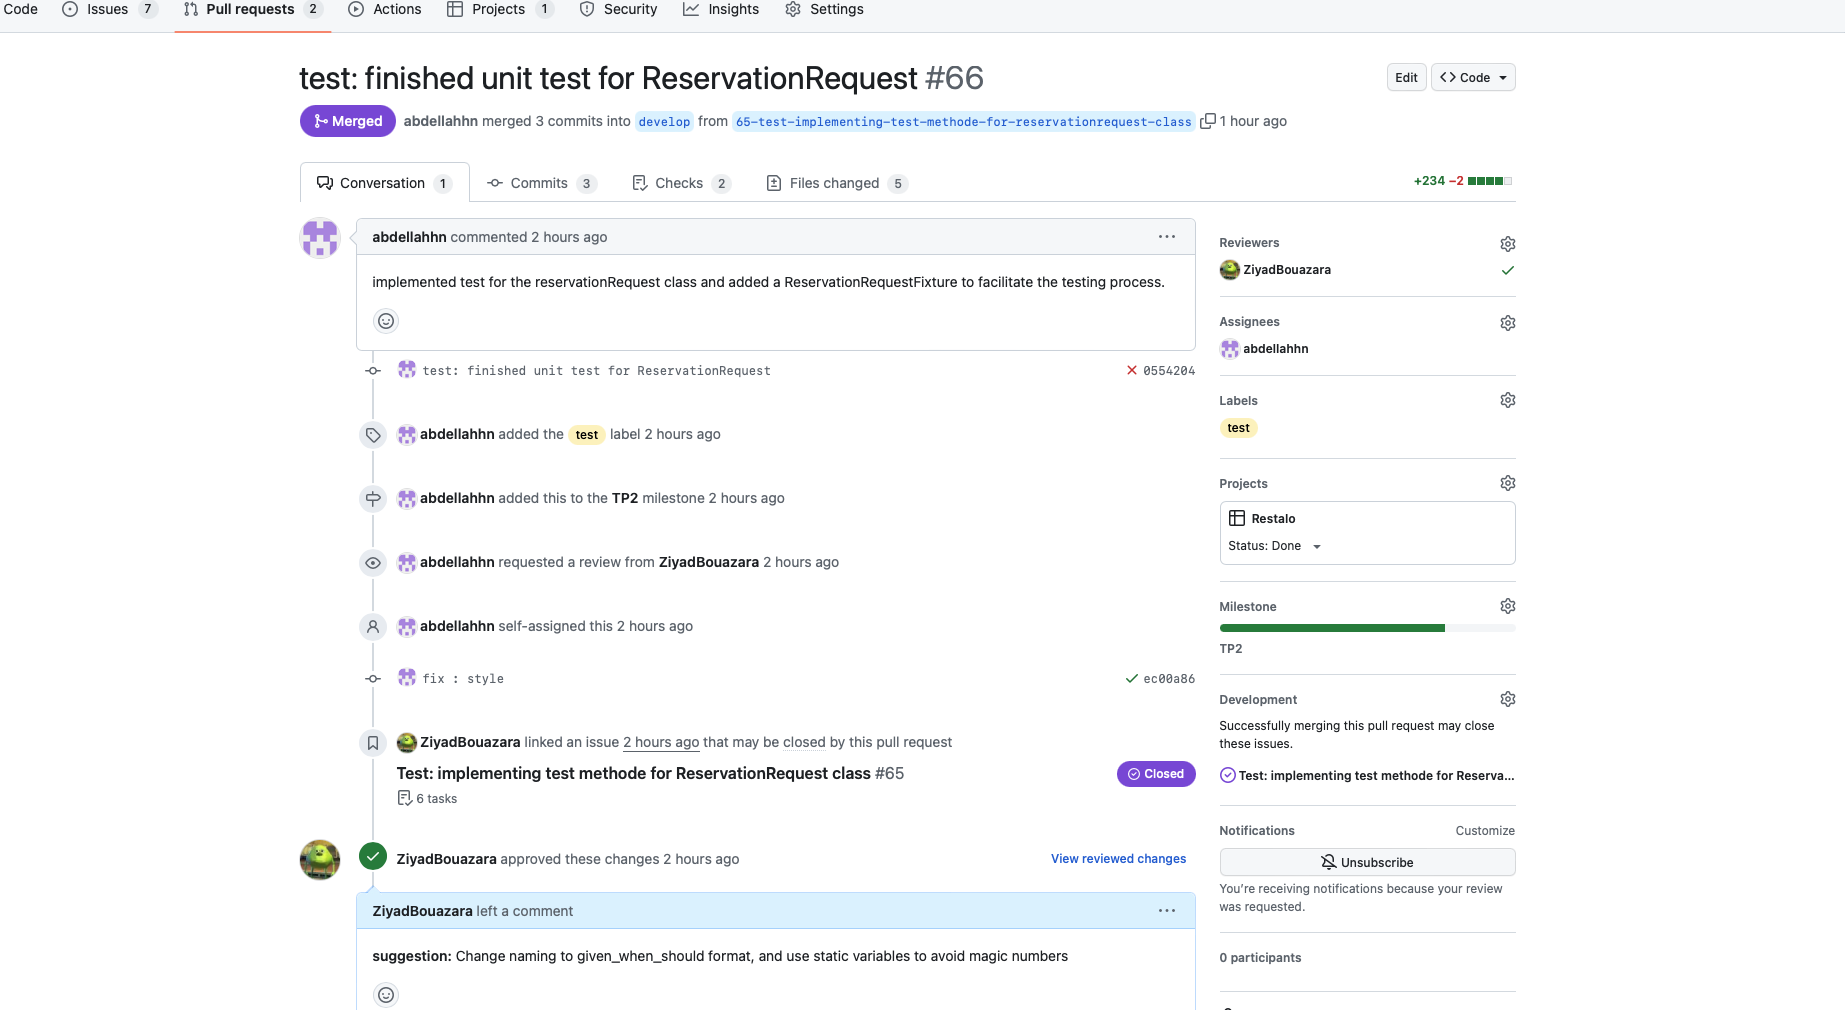 Code Issues 7 Pull requests 2 Actions Projects 1 Security Insights Settings
test: finished unit test for ReservationRequest #66
Edit <> Code
Merged abdellahhn merged 3 commits into develop from 65-test-implementing-test-methode-for-reservationrequest-class 1 hour ago
Conversation 1 Commits 3 Checks 2 Files changed 5
+234 −2
abdellahhn commented 2 hours ago
implemented test for the reservationRequest class and added a ReservationRequestFixture to facilitate the testing process.
test: finished unit test for ReservationRequest 0554204
abdellahhn added the test label 2 hours ago
abdellahhn added this to the TP2 milestone 2 hours ago
abdellahhn requested a review from ZiyadBouazara 2 hours ago
abdellahhn self-assigned this 2 hours ago
fix : style ec00a86
ZiyadBouazara linked an issue 2 hours ago that may be closed by this pull request
Test: implementing test methode for ReservationRequest class #65
Closed
6 tasks
ZiyadBouazara approved these changes 2 hours ago
View reviewed changes
ZiyadBouazara left a comment
suggestion: Change naming to given_when_should format, and use static variables to avoid magic numbers
Reviewers
ZiyadBouazara
Assignees
abdellahhn
Labels
test
Projects
Restalo
Status: Done
Milestone
TP2
Development
Successfully merging this pull request may close
these issues.
Test: implementing test methode for Reserva...
Notifications Customize
Unsubscribe
You're receiving notifications because your review
was requested.
0 participants